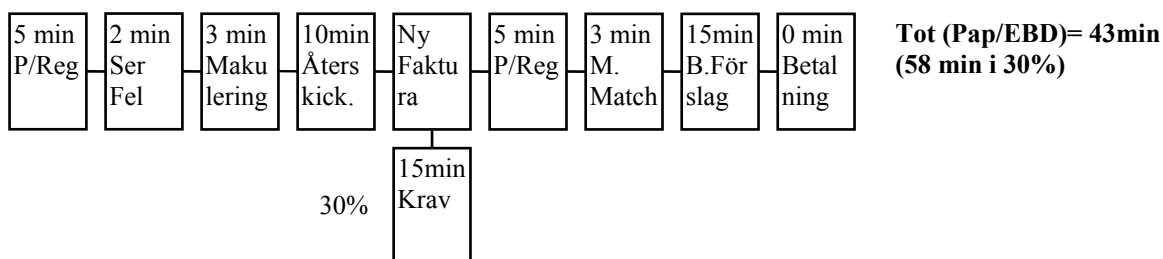 5 min
P/Reg
2 min
Ser
Fel
3 min
Maku
lering
10min
Åters
kick.
Ny
Faktu
ra
5 min
P/Reg
3 min
M.
Match
15min
B.För
slag
0 min
Betal
ning
Tot (Pap/EBD)= 43min
(58 min i 30%)
30%
15min
Krav